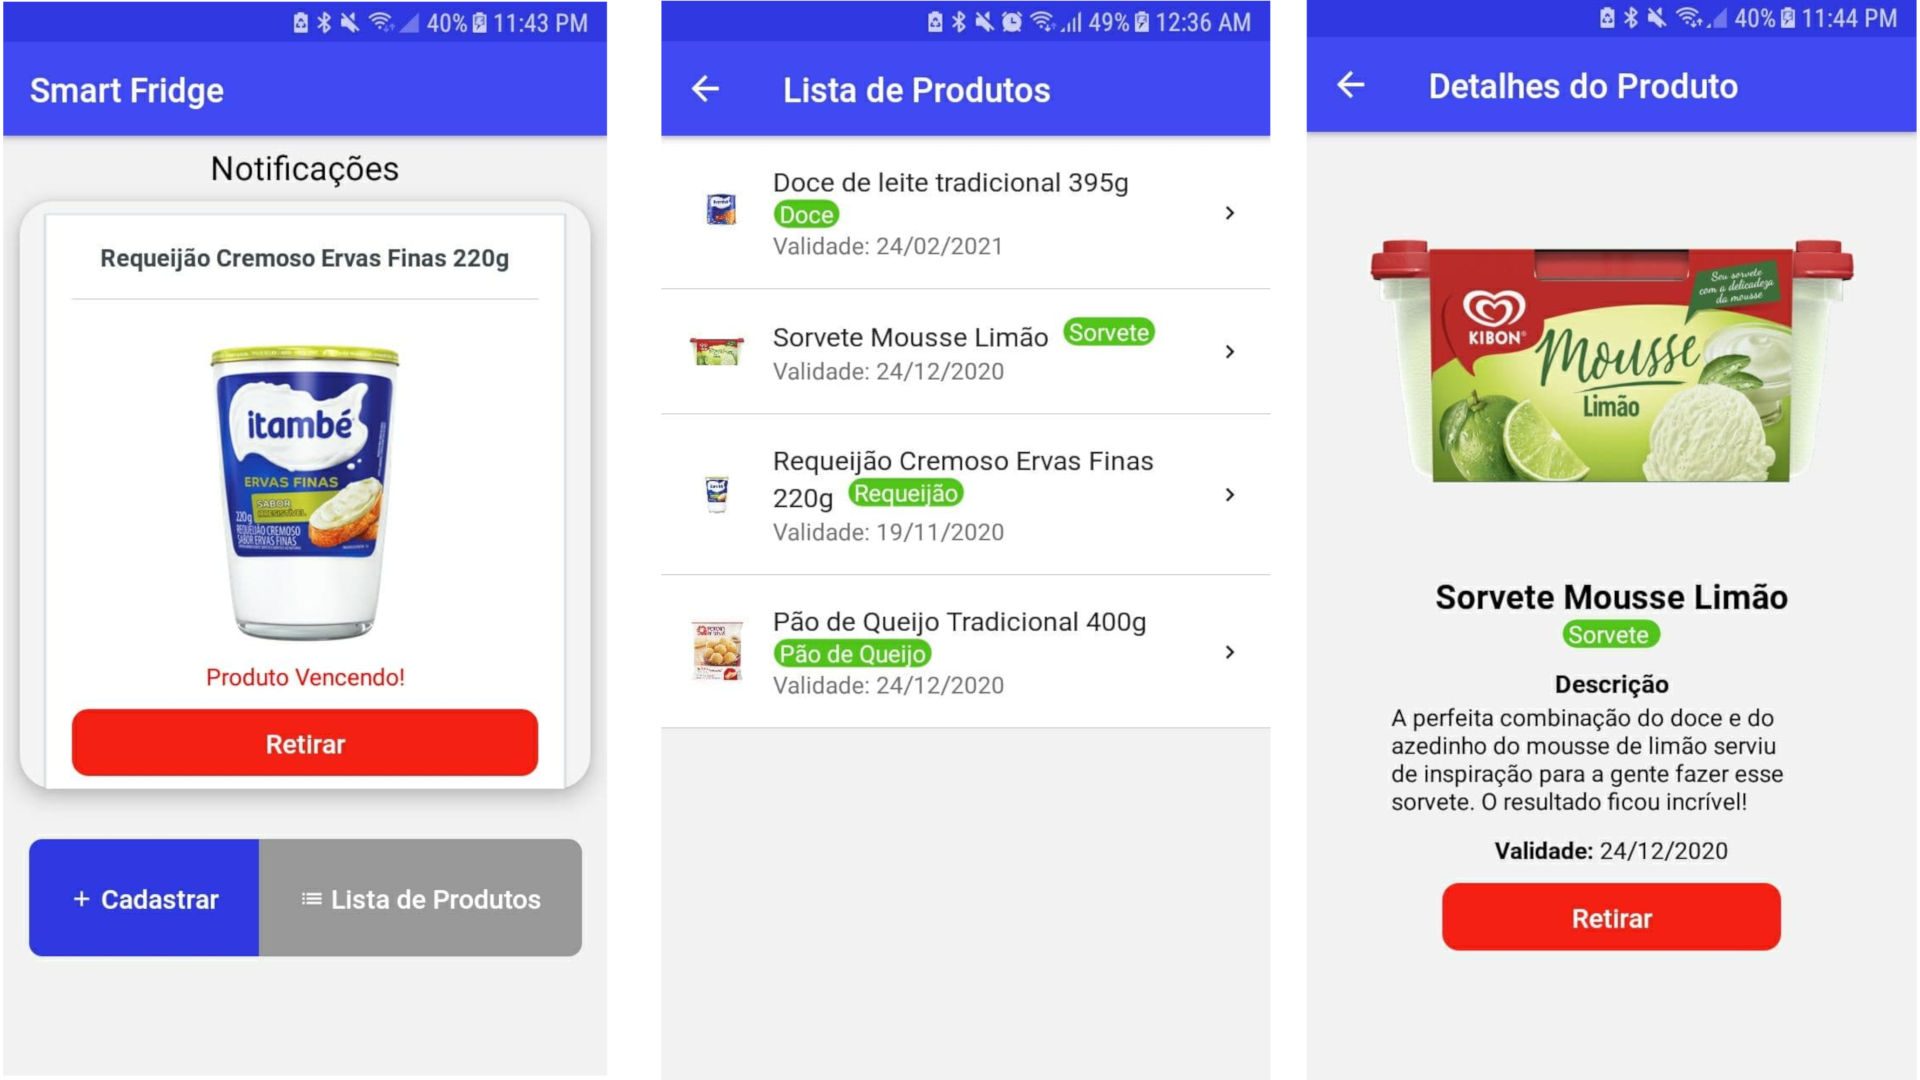 40% 11:43 PM
Smart Fridge
Notificações
Requeijão Cremoso Ervas Finas 220g
itambé
ERVAS FINAS
SABOR
IRRESISTÍVEL
220g
REQUEIJÃO CREMOSO
SABOR ERVAS FINAS
Produto Vencendo!
Retirar
+ Cadastrar
Lista de Produtos
49% 12:36 AM
Lista de Produtos
Doce de leite tradicional 395g
Doce
Validade: 24/02/2021
Sorvete Mousse Limão Sorvete
Validade: 24/12/2020
Requeijão Cremoso Ervas Finas
220g Requeijão
Validade: 19/11/2020
Pão de Queijo Tradicional 400g
Pão de Queijo
Validade: 24/12/2020
40% 11:44 PM
Detalhes do Produto
Seu sorvete
com a delicadeza
da mousse
KIBON
Mousse
Limão
Sorvete Mousse Limão
Sorvete
Descrição
A perfeita combinação do doce e do
azedinho do mousse de limão serviu
de inspiração para a gente fazer esse
sorvete. O resultado ficou incrível!
Validade: 24/12/2020
Retirar